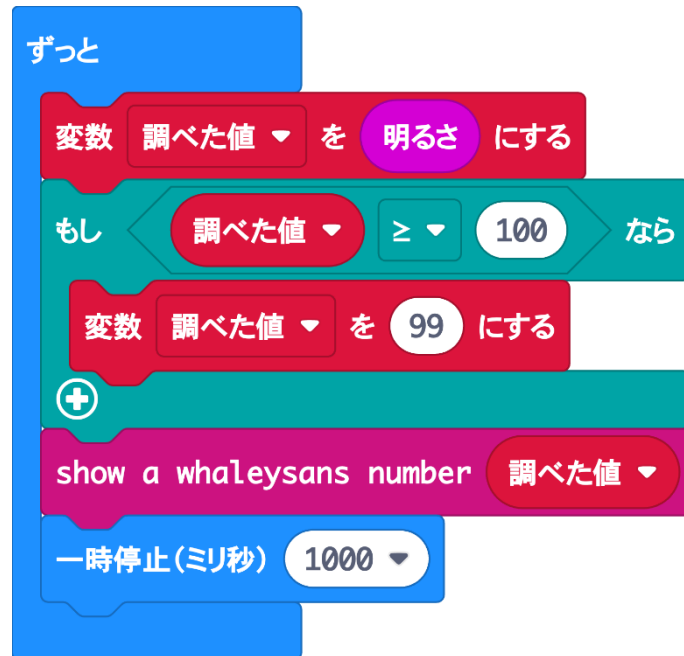 ずっと
変数 調べた値 を 明るさ にする
もし 調べた値 ≥ 100 なら
変数 調べた値 を 99 にする
show a whaleysans number 調べた値
一時停止(ミリ秒) 1000